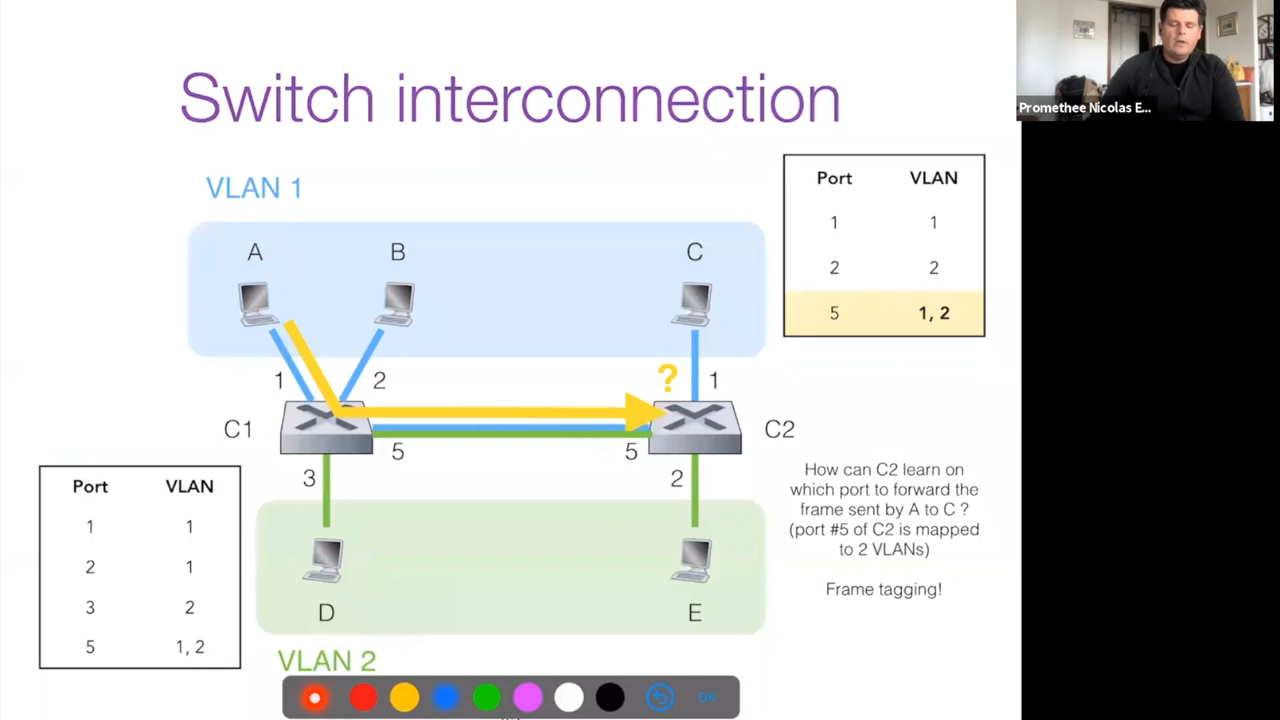 Switch interconnection
Promethee Nicolas E...
VLAN 1
Port VLAN
1 1
2 2
5 1, 2
A B C
1 2 ? 1
C1 C2
5 5
3 2
How can C2 learn on
which port to forward the
frame sent by A to C ?
(port #5 of C2 is mapped
to 2 VLANs)
Frame tagging!
Port VLAN
1 1
2 1
3 2
5 1, 2
D E
VLAN 2